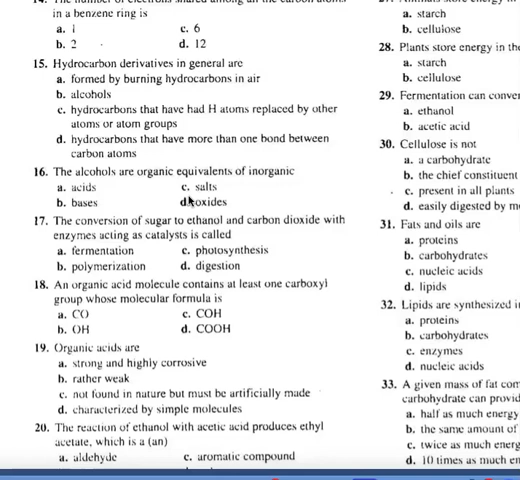 in a benzene ring is
a. 1
c. 6
b. 2
d. 12
15. Hydrocarbon derivatives in general are
a. formed by burning hydrocarbons in air
b. alcohols
c. hydrocarbons that have had H atoms replaced by other
atoms or atom groups
d. hydrocarbons that have more than one bond between
carbon atoms
16. The alcohols are organic equivalents of inorganic
a. acids
c. salts
b. bases
d. oxides
17. The conversion of sugar to ethanol and carbon dioxide with
enzymes acting as catalysts is called
a. fermentation
c. photosynthesis
b. polymerization
d. digestion
18. An organic acid molecule contains at least one carboxyl
group whose molecular formula is
a. CO
c. COH
b. OH
d. COOH
19. Organic acids are
a. strong and highly corrosive
b. rather weak
c. not found in nature but must be artificially made
d. characterized by simple molecules
20. The reaction of ethanol with acetic acid produces ethyl
acetate, which is a (an)
a. aldehyde
c. aromatic compound
a. starch
b. cellulose
28. Plants store energy in the
a. starch
b. cellulose
29. Fermentation can conver
a. ethanol
b. acetic acid
30. Cellulose is not
a. a carbohydrate
b. the chief constituent
c. present in all plants
d. easily digested by m
31. Fats and oils are
a. proteins
b. carbohydrates
c. nucleic acids
d. lipids
32. Lipids are synthesized i
a. proteins
b. carbohydrates
c. enzymes
d. nucleic acids
33. A given mass of fat com
carbohydrate can provid
a. half as much energy
b. the same amount of
c. twice as much energ
d. 10 times as much en